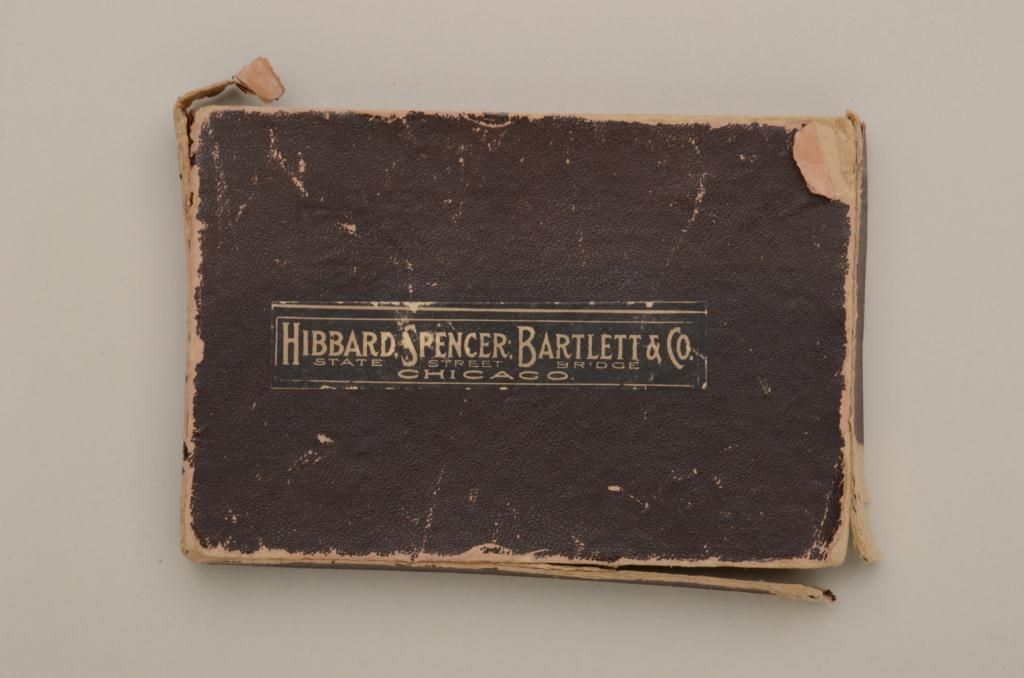 HIBBARD, SPENCER, BARTLETT & CO.
STATE STREET BRIDGE
CHICAGO.